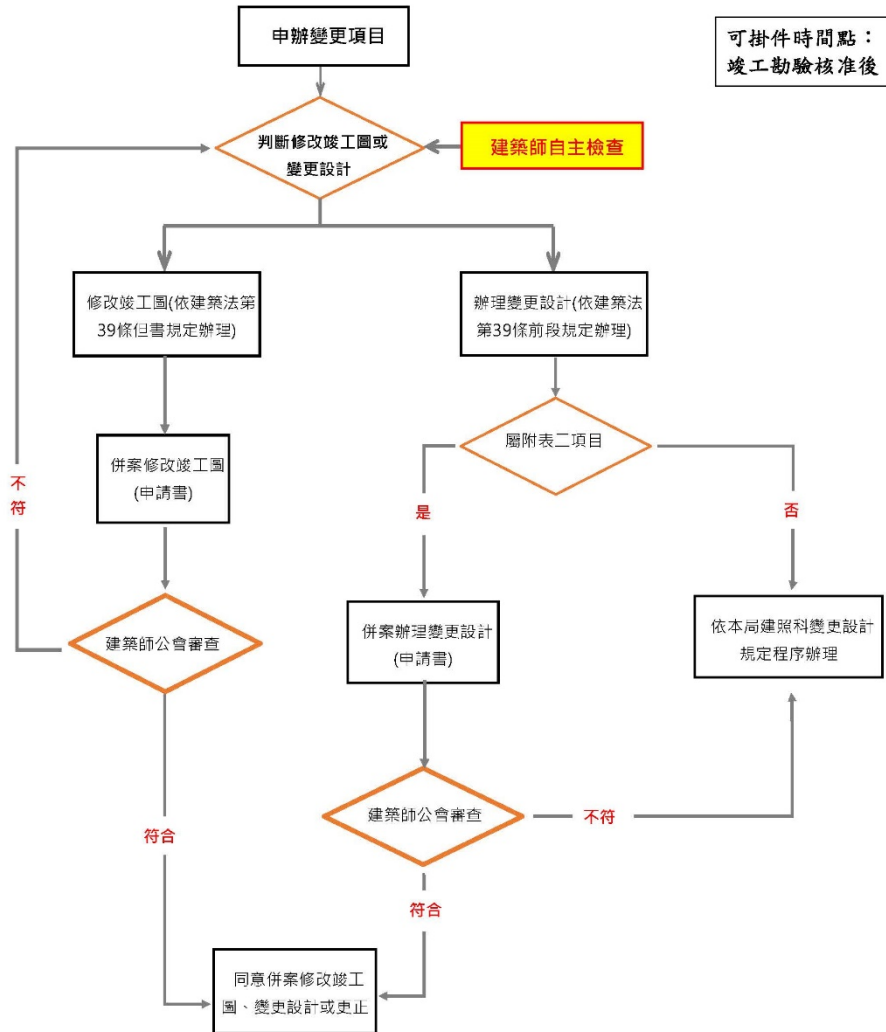 申辦變更項目
可掛件時間點：
竣工勘驗核准後
判斷修改竣工圖或
變更設計
建築師自主檢查
修改竣工圖(依建築法第
39條但書規定辦理)
辦理變更設計(依建築法
第39條前段規定辦理)
屬附表二項目
併案修改竣工圖
(申請書)
不
符
是
否
建築師公會審查
併案辦理變更設計
(申請書)
依本局建照科變更設計
規定程序辦理
建築師公會審查
不符
符合
符合
同意併案修改竣工
圖、變更設計或更正